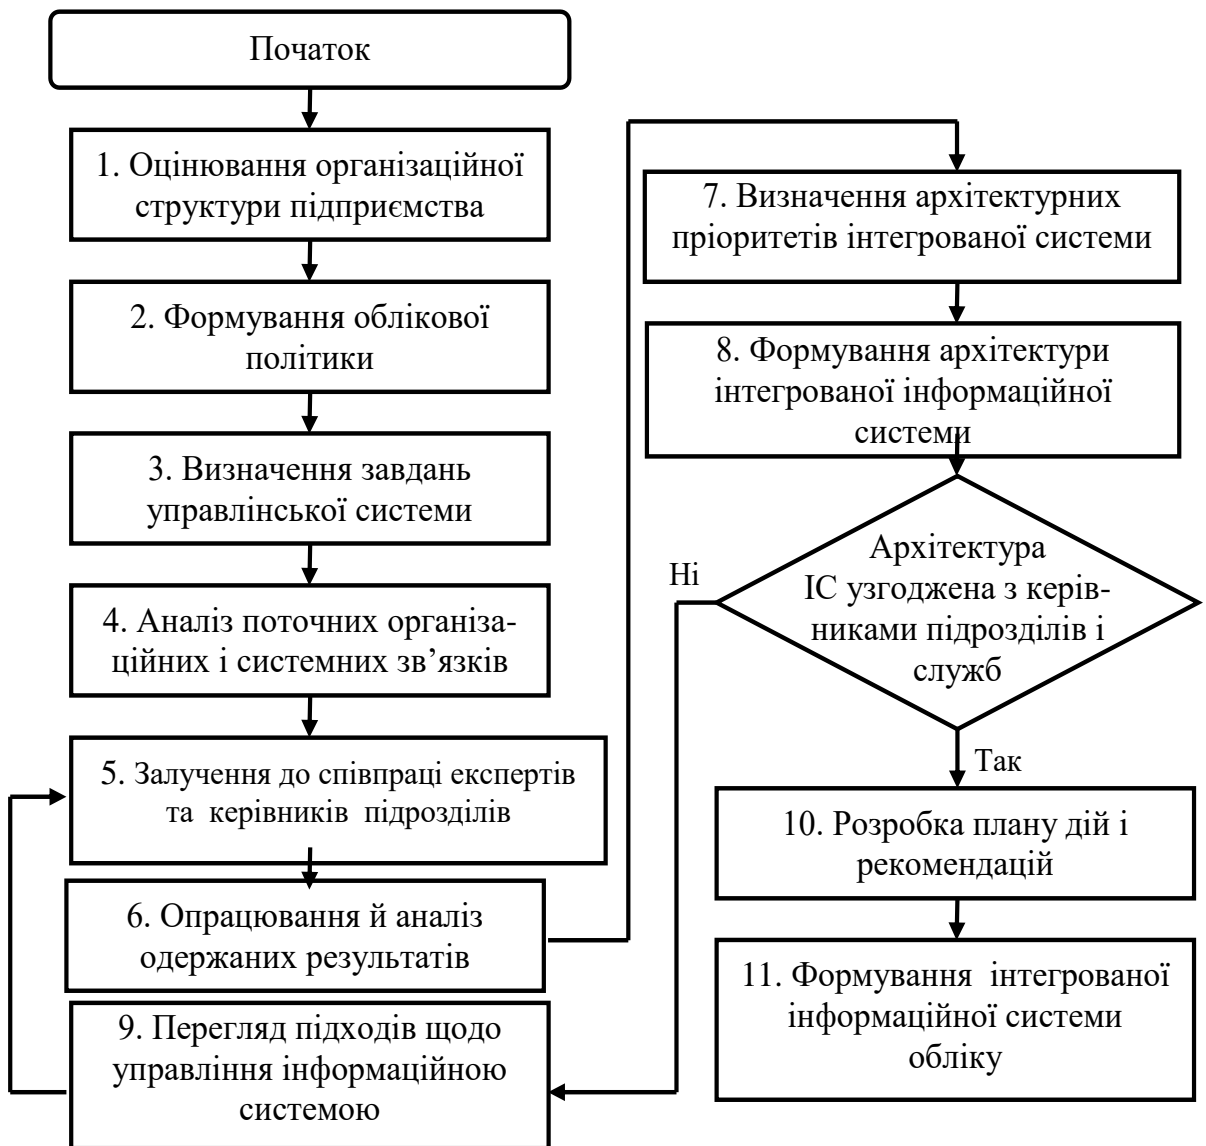 Початок
1. Оцінювання організаційної
структури підприємства
2. Формування облікової
політики
3. Визначення завдань
управлінської системи
4. Аналіз поточних організа-
ційних і системних зв’язків
5. Залучення до співпраці експертів
та керівників підрозділів
6. Опрацювання й аналіз
одержаних результатів
7. Визначення архітектурних
пріоритетів інтегрованої системи
8. Формування архітектури
інтегрованої інформаційної
системи
Архітектура
ІС узгоджена з керів-
никами підрозділів і
служб
Ні
Так
9. Перегляд підходів щодо
управління інформаційною
системою
10. Розробка плану дій і
рекомендацій
11. Формування інтегрованої
інформаційної системи
обліку